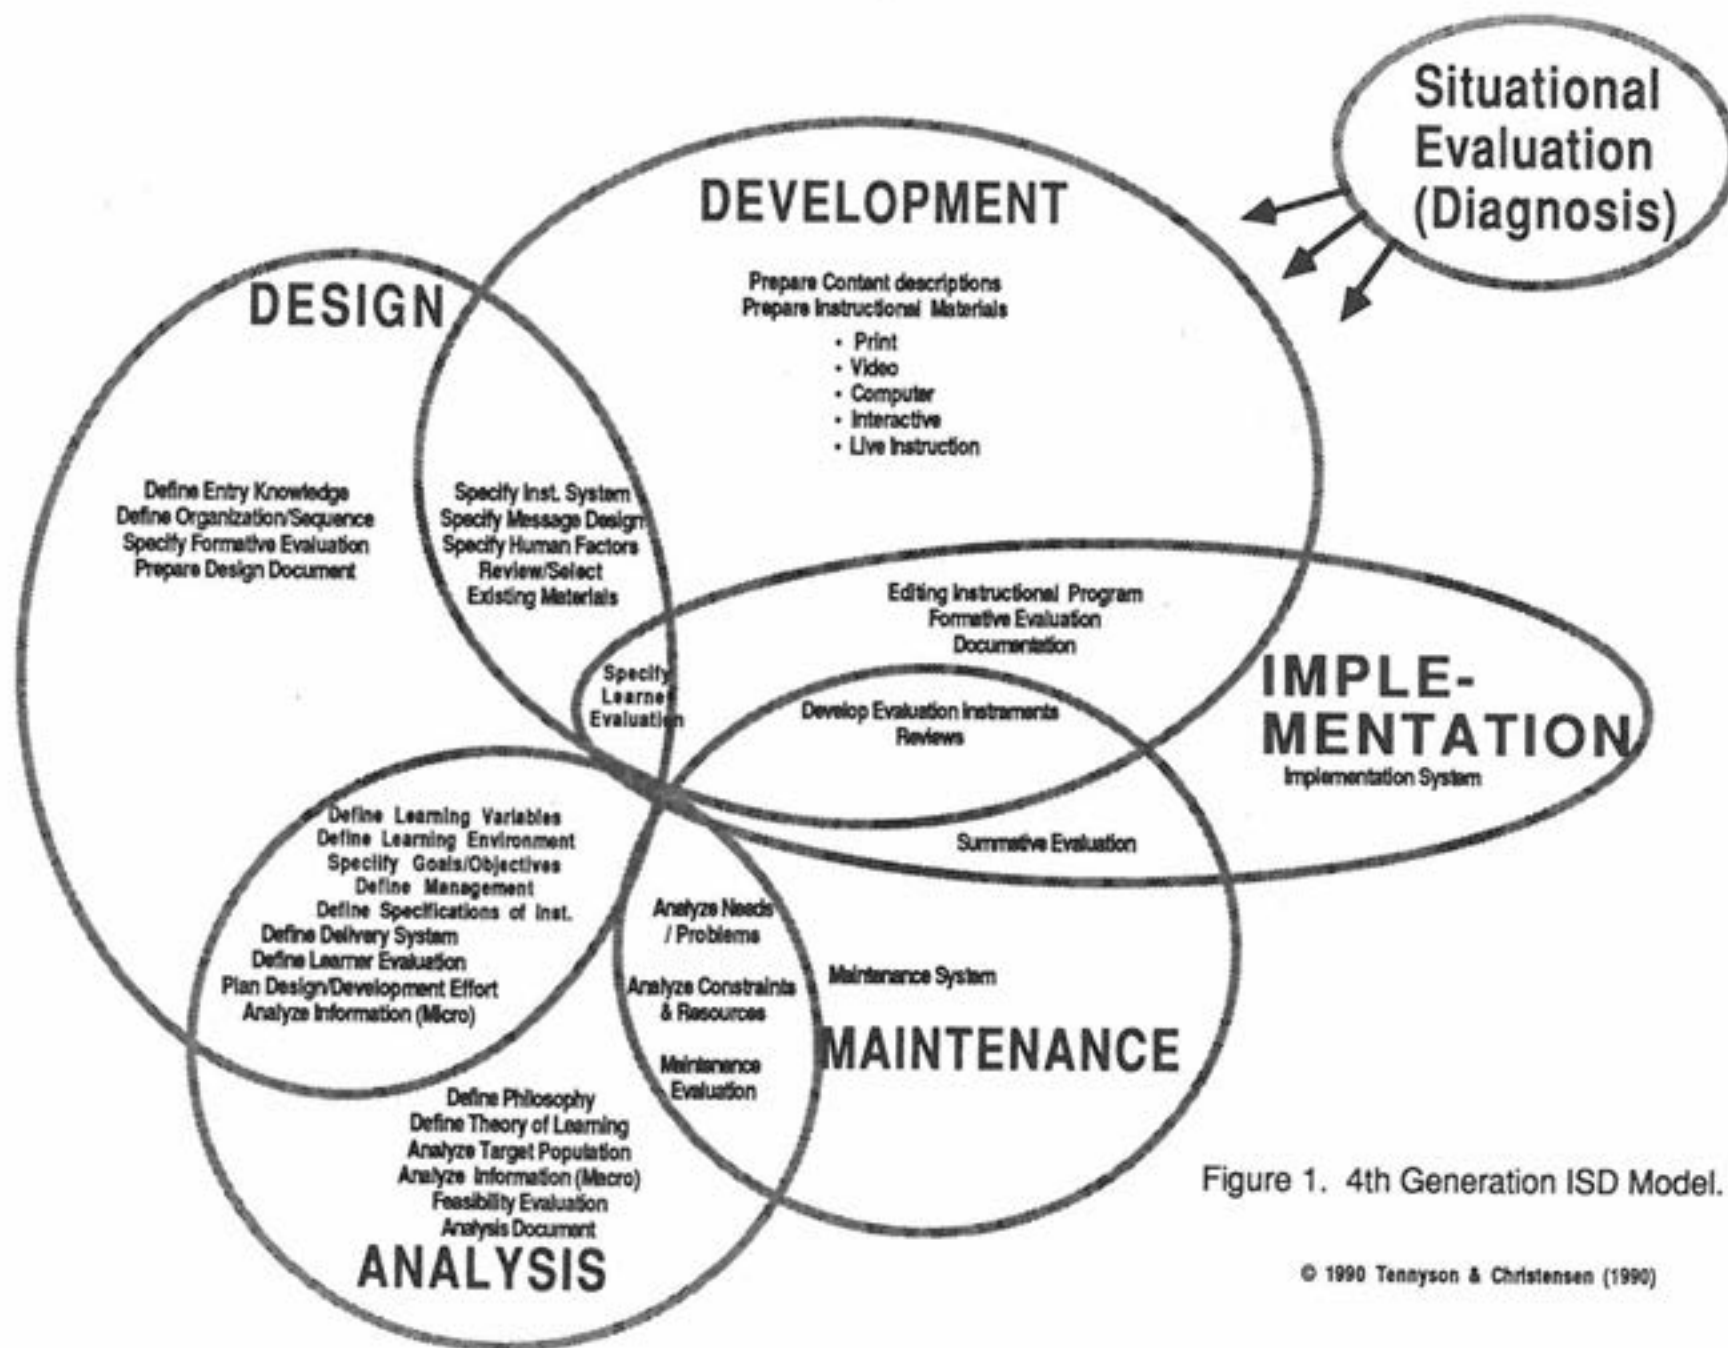 Situational
Evaluation
(Diagnosis)
DEVELOPMENT
Prepare Content descriptions
Prepare Instructional Materials
• Print
• Video
• Computer
• Interactive
• Live Instruction
DESIGN
Define Entry Knowledge
Define Organization/Sequence
Specify Formative Evaluation
Prepare Design Document
Specify Inst. System
Specify Message Design
Specify Human Factors
Review/Select
Existing Materials
Specify
Learner
Evaluation
Editing Instructional Program
Formative Evaluation
Documentation
Develop Evaluation Instraments
Reviews
IMPLE-
MENTATION
Implementation System
Summative Evaluation
Define Learning Variables
Define Learning Environment
Specify Goals/Objectives
Define Management
Define Specifications of Inst.
Define Delivery System
Define Learner Evaluation
Plan Design/Development Effort
Analyze Information (Micro)
Analyze Needs
/ Problems
Analyze Constraints
& Resources
Maintenance
Evaluation
Maintenance System
MAINTENANCE
Define Philosophy
Define Theory of Learning
Analyze Target Population
Analyze Information (Macro)
Feasibility Evaluation
Analysis Document
ANALYSIS
Figure 1. 4th Generation ISD Model.
© 1990 Tennyson & Christensen (1990)